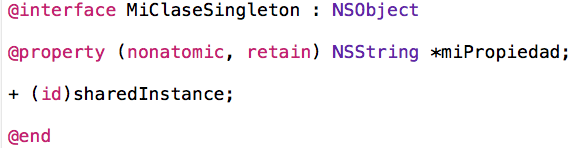 @interface MiClaseSingleton : NSObject
@property (nonatomic, retain) NSString *miPropiedad;
+ (id)sharedInstance;
@end